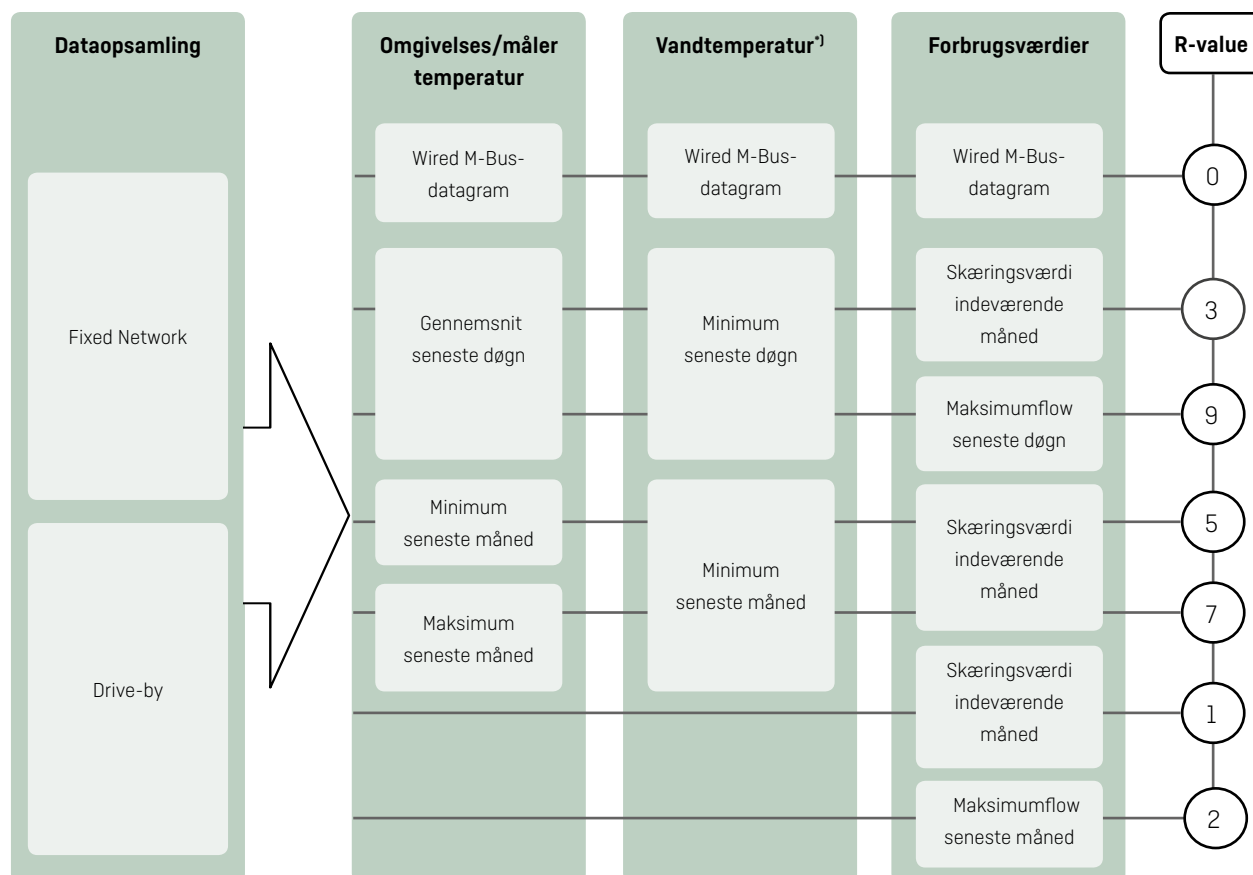 Dataopsamling
Fixed Network
Drive-by
Omgivelses/måler
temperatur
Wired M-Bus-
datagram
Gennemsnit
seneste døgn
Minimum
seneste måned
Maksimum
seneste måned
Vandtemperatur*)
Wired M-Bus-
datagram
Minimum
seneste døgn
Minimum
seneste måned
Forbrugsværdier
Wired M-Bus-
datagram
Skæringsværdi
indeværende
måned
Maksimumflow
seneste døgn
Skæringsværdi
indeværende
måned
Skæringsværdi
indeværende
måned
Maksimumflow
seneste måned
R-value
0
3
9
5
7
1
2